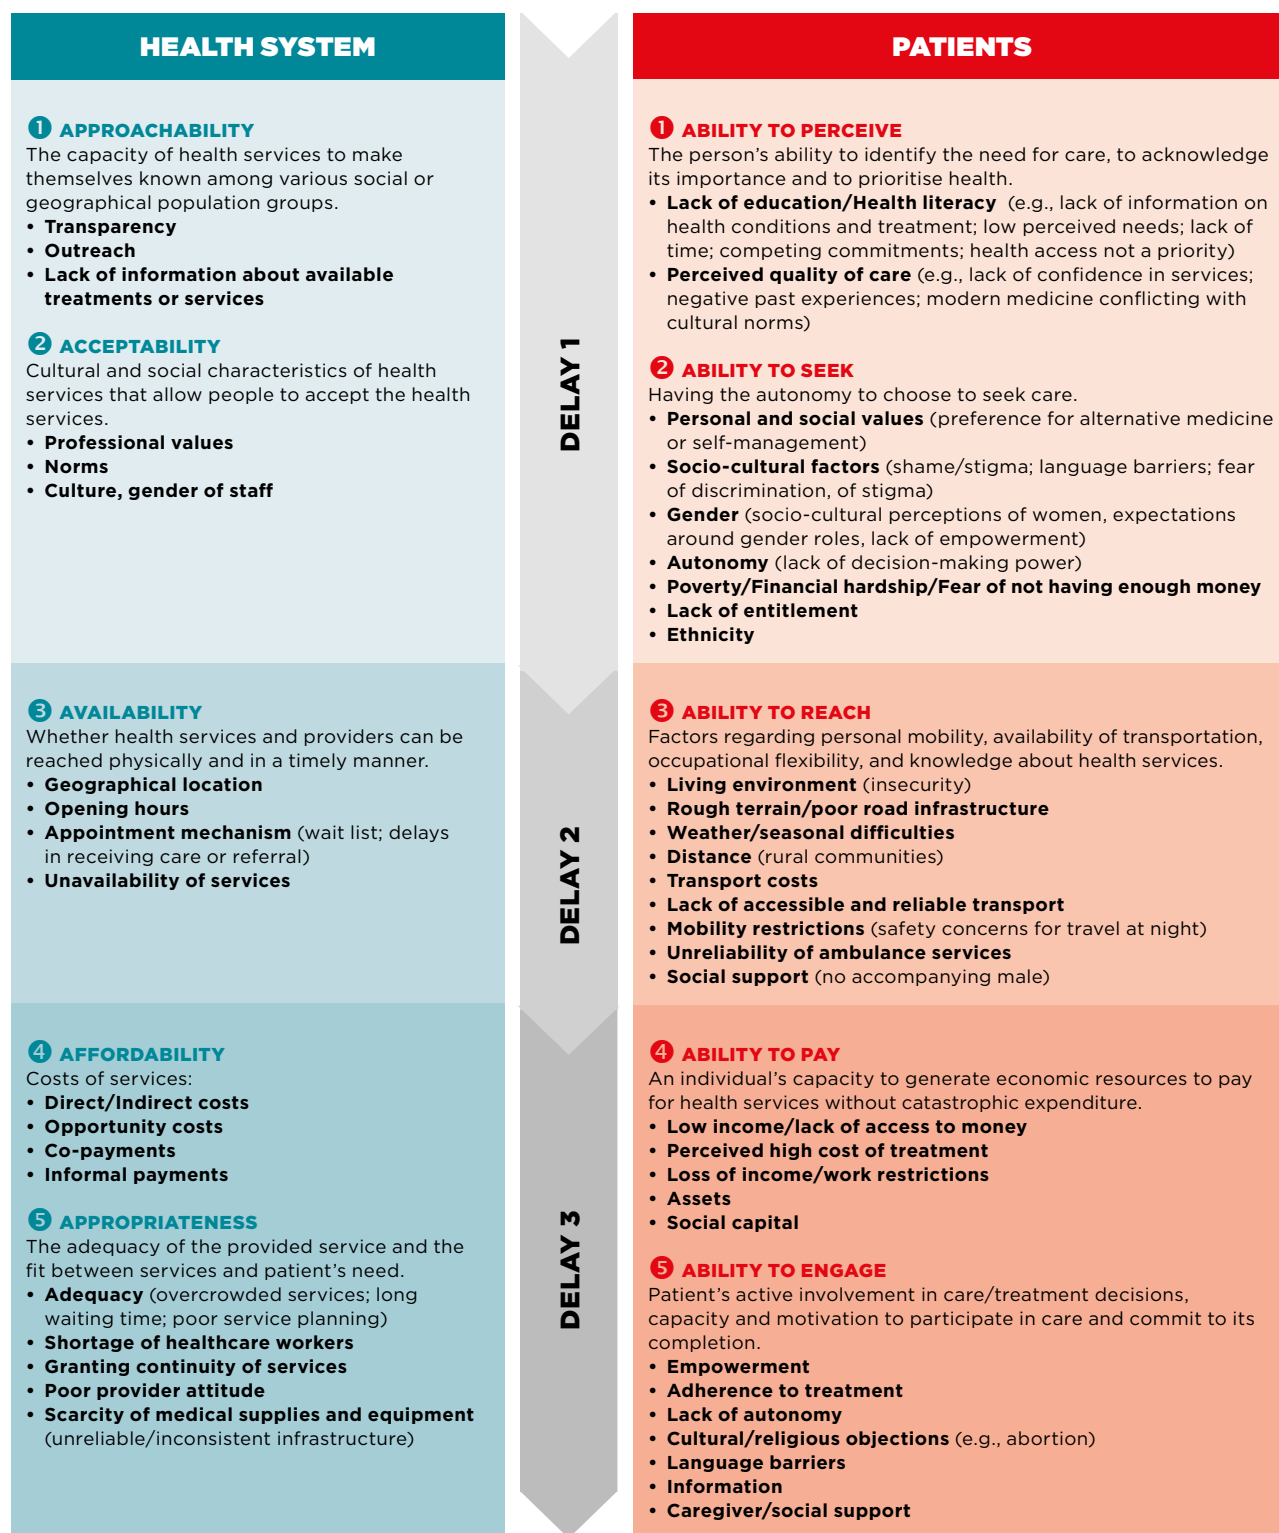 HEALTH SYSTEM
❶ APPROACHABILITY
The capacity of health services to make
themselves known among various social or
geographical population groups.
• Transparency
• Outreach
• Lack of information about available
treatments or services
❷ ACCEPTABILITY
Cultural and social characteristics of health
services that allow people to accept the health
services.
• Professional values
• Norms
• Culture, gender of staff
❸ AVAILABILITY
Whether health services and providers can be
reached physically and in a timely manner.
• Geographical location
• Opening hours
• Appointment mechanism (wait list; delays
in receiving care or referral)
• Unavailability of services
❹ AFFORDABILITY
Costs of services:
• Direct/Indirect costs
• Opportunity costs
• Co-payments
• Informal payments
❺ APPROPRIATENESS
The adequacy of the provided service and the
fit between services and patient’s need.
• Adequacy (overcrowded services; long
waiting time; poor service planning)
• Shortage of healthcare workers
• Granting continuity of services
• Poor provider attitude
• Scarcity of medical supplies and equipment
(unreliable/inconsistent infrastructure)
DELAY 1
DELAY 2
DELAY 3
PATIENTS
❶ ABILITY TO PERCEIVE
The person’s ability to identify the need for care, to acknowledge
its importance and to prioritise health.
• Lack of education/Health literacy (e.g., lack of information on
health conditions and treatment; low perceived needs; lack of
time; competing commitments; health access not a priority)
• Perceived quality of care (e.g., lack of confidence in services;
negative past experiences; modern medicine conflicting with
cultural norms)
❷ ABILITY TO SEEK
Having the autonomy to choose to seek care.
• Personal and social values (preference for alternative medicine
or self-management)
• Socio-cultural factors (shame/stigma; language barriers; fear
of discrimination, of stigma)
• Gender (socio-cultural perceptions of women, expectations
around gender roles, lack of empowerment)
• Autonomy (lack of decision-making power)
• Poverty/Financial hardship/Fear of not having enough money
• Lack of entitlement
• Ethnicity
❸ ABILITY TO REACH
Factors regarding personal mobility, availability of transportation,
occupational flexibility, and knowledge about health services.
• Living environment (insecurity)
• Rough terrain/poor road infrastructure
• Weather/seasonal difficulties
• Distance (rural communities)
• Transport costs
• Lack of accessible and reliable transport
• Mobility restrictions (safety concerns for travel at night)
• Unreliability of ambulance services
• Social support (no accompanying male)
❹ ABILITY TO PAY
An individual’s capacity to generate economic resources to pay
for health services without catastrophic expenditure.
• Low income/lack of access to money
• Perceived high cost of treatment
• Loss of income/work restrictions
• Assets
• Social capital
❺ ABILITY TO ENGAGE
Patient’s active involvement in care/treatment decisions,
capacity and motivation to participate in care and commit to its
completion.
• Empowerment
• Adherence to treatment
• Lack of autonomy
• Cultural/religious objections (e.g., abortion)
• Language barriers
• Information
• Caregiver/social support